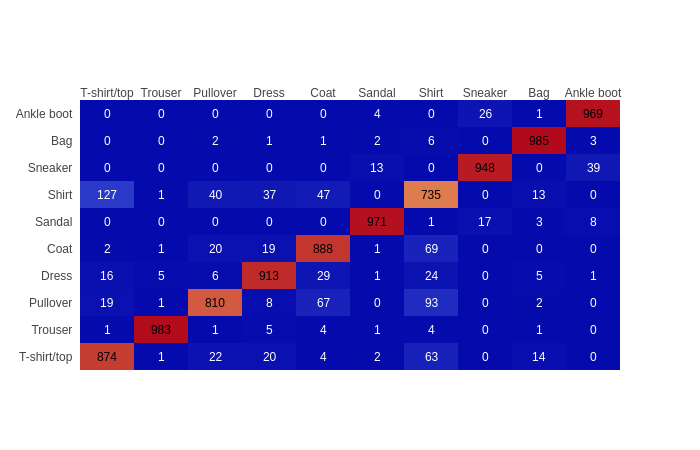 T-shirt/top Trouser Pullover Dress Coat Sandal Shirt Sneaker Bag Ankle boot
Ankle boot 0 0 0 0 0 4 0 26 1 969
Bag 0 0 2 1 1 2 6 0 985 3
Sneaker 0 0 0 0 0 13 0 948 0 39
Shirt 127 1 40 37 47 0 735 0 13 0
Sandal 0 0 0 0 0 971 1 17 3 8
Coat 2 1 20 19 888 1 69 0 0 0
Dress 16 5 6 913 29 1 24 0 5 1
Pullover 19 1 810 8 67 0 93 0 2 0
Trouser 1 983 1 5 4 1 4 0 1 0
T-shirt/top 874 1 22 20 4 2 63 0 14 0